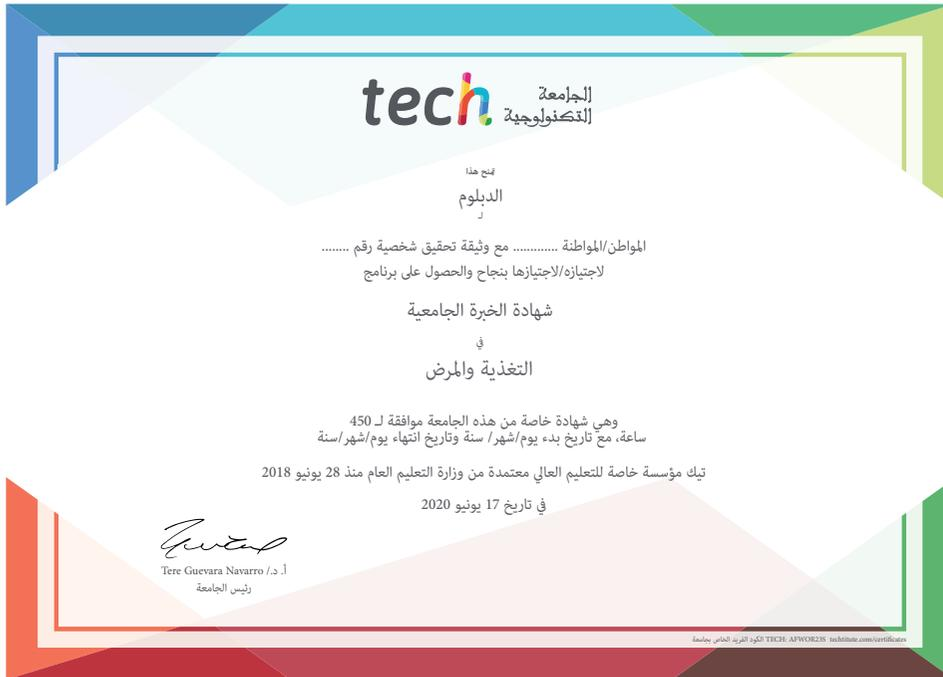 tech الجامعة
التكنولوجية
تمنح هذا
الدبلوم
لـ
المواطن/المواطنة ............. مع وثيقة تحقيق شخصية رقم ........
لاجتيازه/لاجتيازها بنجاح والحصول على برنامج
شهادة الخبرة الجامعية
في
التغذية والمرض
وهي شهادة خاصة من هذه الجامعة موافقة لـ 450
ساعة، مع تاريخ بدء يوم/شهر/ سنة وتاريخ انتهاء يوم/شهر/سنة
تيك مؤسسة خاصة للتعليم العالي معتمدة من وزارة التعليم العام منذ 28 يونيو 2018
في تاريخ 17 يونيو 2020
أ. د./ Tere Guevara Navarro
رئيس الجامعة
الكود الفريد الخاص بجامعة TECH: AFWOR23S techtitute.com/certificates